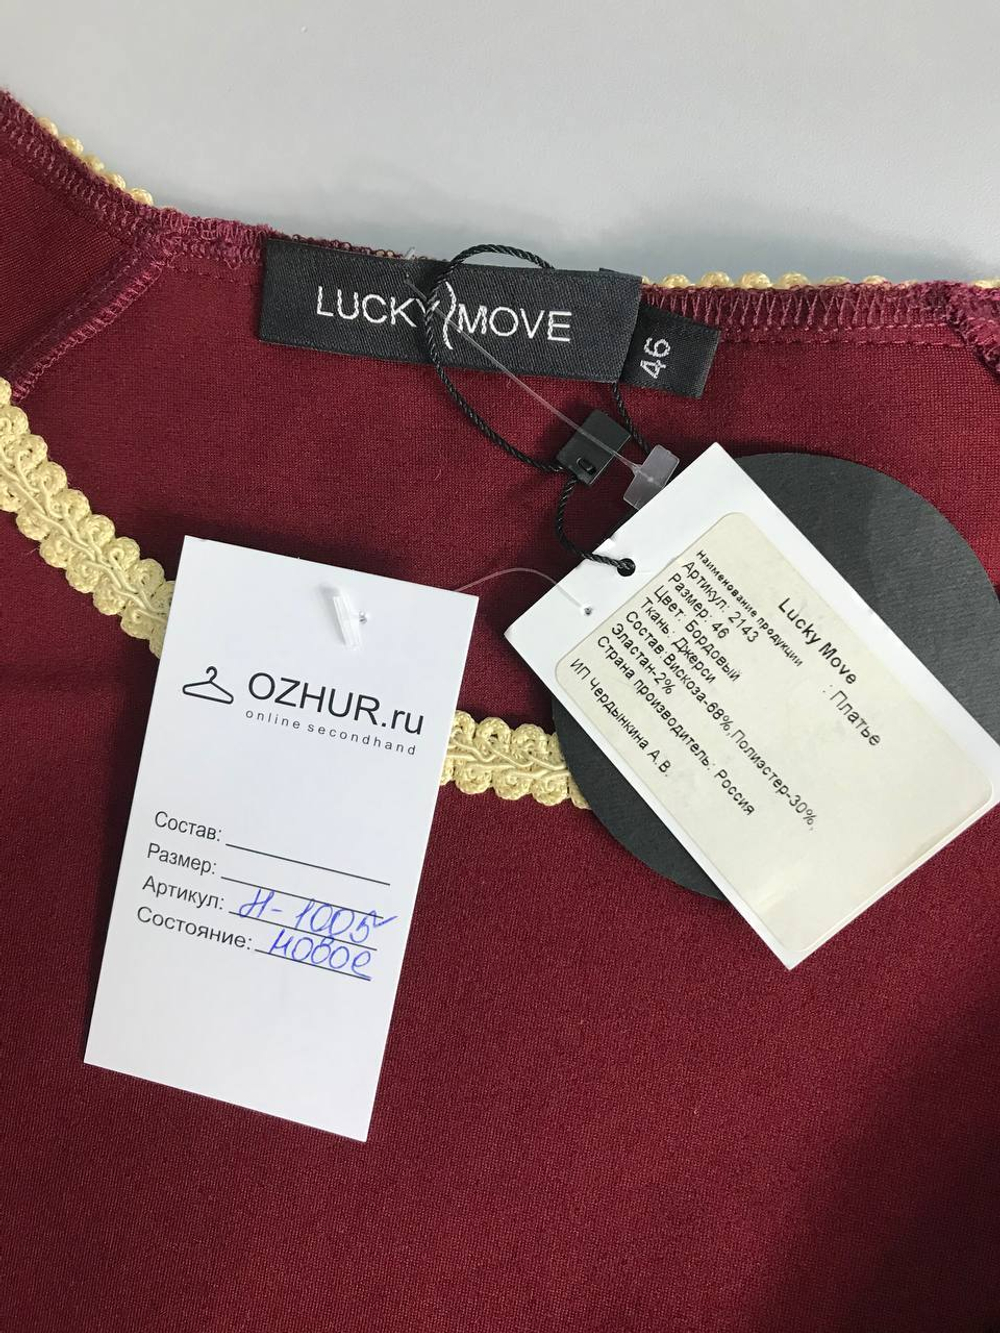 LUCKY MOVE
46
OZHUR.ru
online secondhand
Состав:
Размер:
Артикул: Н-1005
Состояние: новое
Lucky Move
Наименование продукции : Платье
Артикул: 2143
Размер: 46
Цвет: Бордовый
Ткань: Джерси
Состав:Вискоза-68%,Полиэстер-30%,
Эластан-2%
Страна производитель: Россия
ИП Чердынкина А.В.